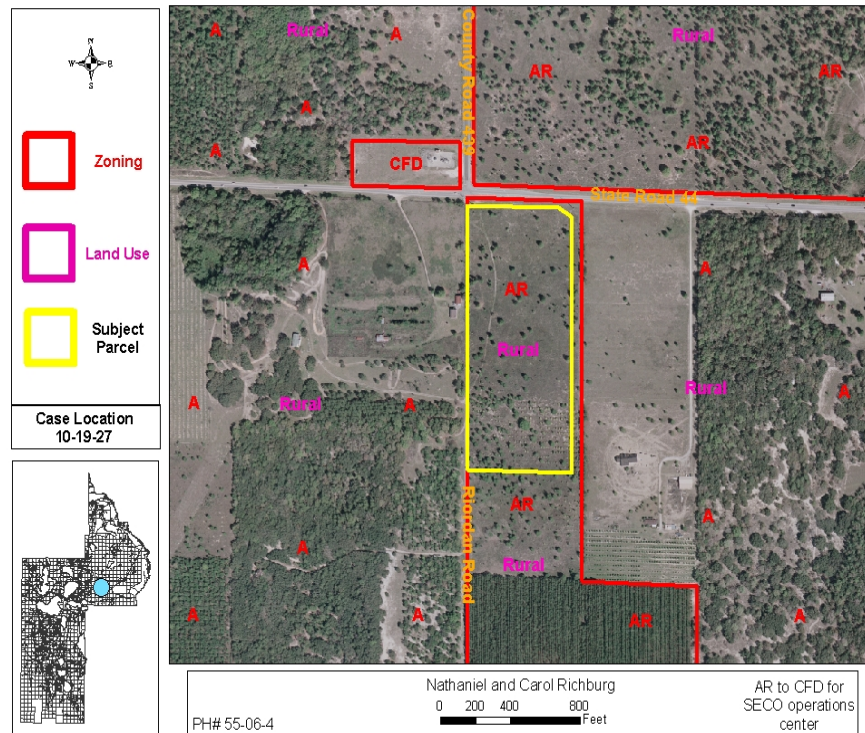 N
W
E
S
Zoning
Land Use
Subject
Parcel
Case Location
10-19-27
A
Rural
A
County Road 439
Rural
AR
AR
A
A
CFD
AR
State Road 44
A
A
AR
Rural
A
Rural
A
Rural
A
A
AR
Riordan Road
A
A
Rural
A
A
AR
A
PH# 55-06-4
Nathaniel and Carol Richburg
0 200 400 800
Feet
AR to CFD for
SECO operations
center